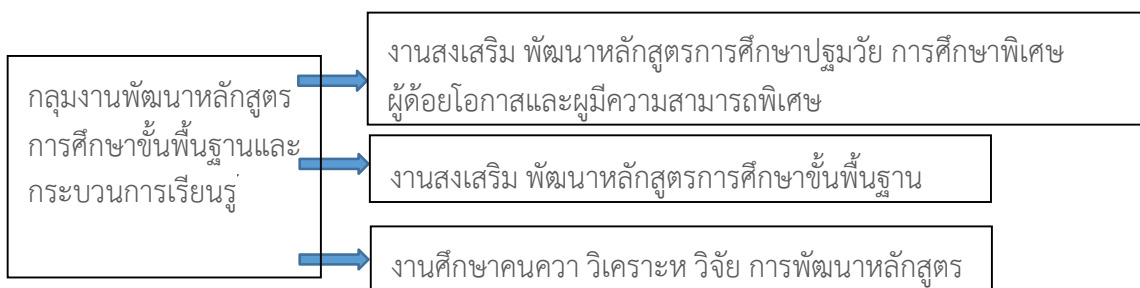 กลุมงานพัฒนาหลักสูตร
การศึกษาขั้นพื้นฐานและ
กระบวนการเรียนรู่
งานสงเสริม พัฒนาหลักสูตรการศึกษาปฐมวัย การศึกษาพิเศษ
ผู้ด้อยโอกาสและผูมีความสามารถพิเศษ
งานสงเสริม พัฒนาหลักสูตรการศึกษาขั้นพื้นฐาน
งานศึกษาคนควา วิเคราะห วิจัย การพัฒนาหลักสูตร